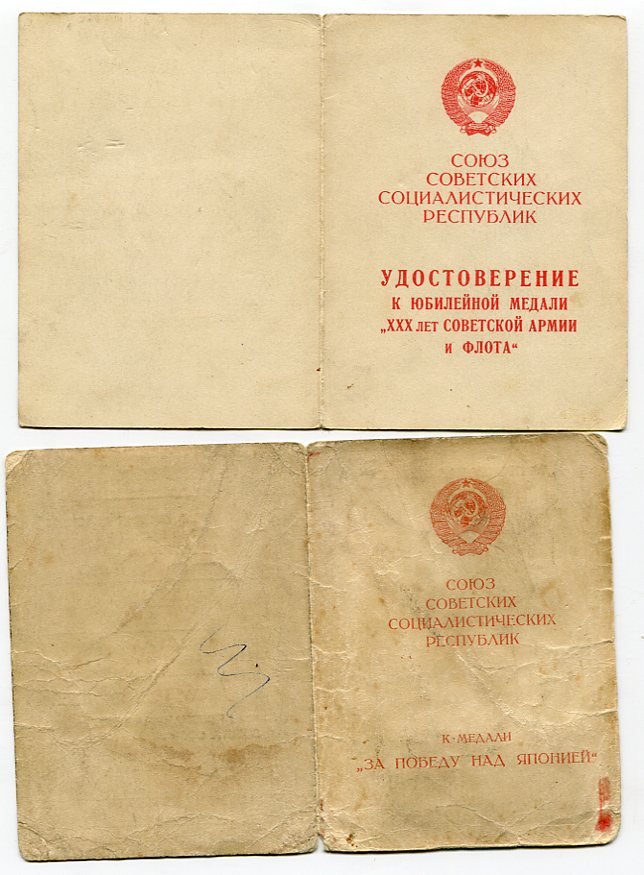 СОЮЗ
СОВЕТСКИХ
СОЦИАЛИСТИЧЕСКИХ
РЕСПУБЛИК
УДОСТОВЕРЕНИЕ
К ЮБИЛЕЙНОЙ МЕДАЛИ
„XXX ЛЕТ СОВЕТСКОЙ АРМИИ
И ФЛОТА“
СОЮЗ
СОВЕТСКИХ
СОЦИАЛИСТИЧЕСКИХ
РЕСПУБЛИК
К МЕДАЛИ
„ЗА ПОБЕДУ НАД ЯПОНИЕЙ“